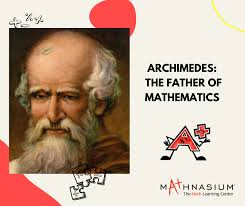 ARCHIMEDES:
THE FATHER OF
MATHEMATICS
A+
MATHNASIUM®
The Math Learning Center